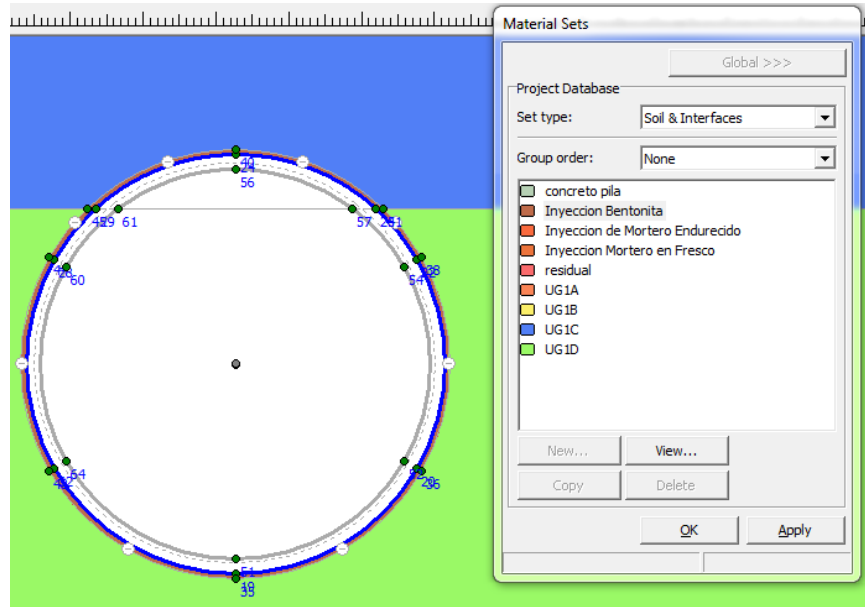 Material Sets
Global >>>
Project Database
Set type: Soil & Interfaces
Group order: None
concreto pila
Inyeccion Bentonita
Inyeccion de Mortero Endurecido
Inyeccion Mortero en Fresco
residual
UG1A
UG1B
UG1C
UG1D
New... View...
Copy Delete
OK Apply
56
61 57
60
54
51
35